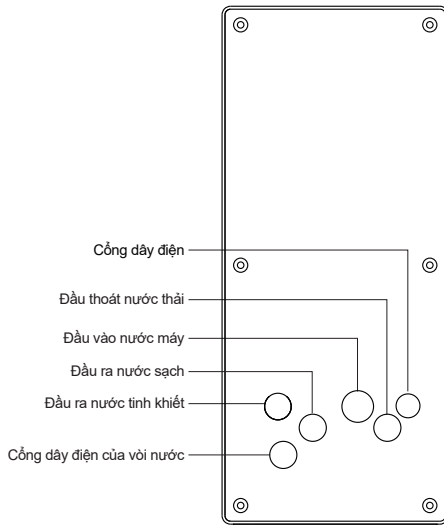 Cổng dây điện
Đầu thoát nước thải
Đầu vào nước máy
Đầu ra nước sạch
Đầu ra nước tinh khiết
Cổng dây điện của vòi nước